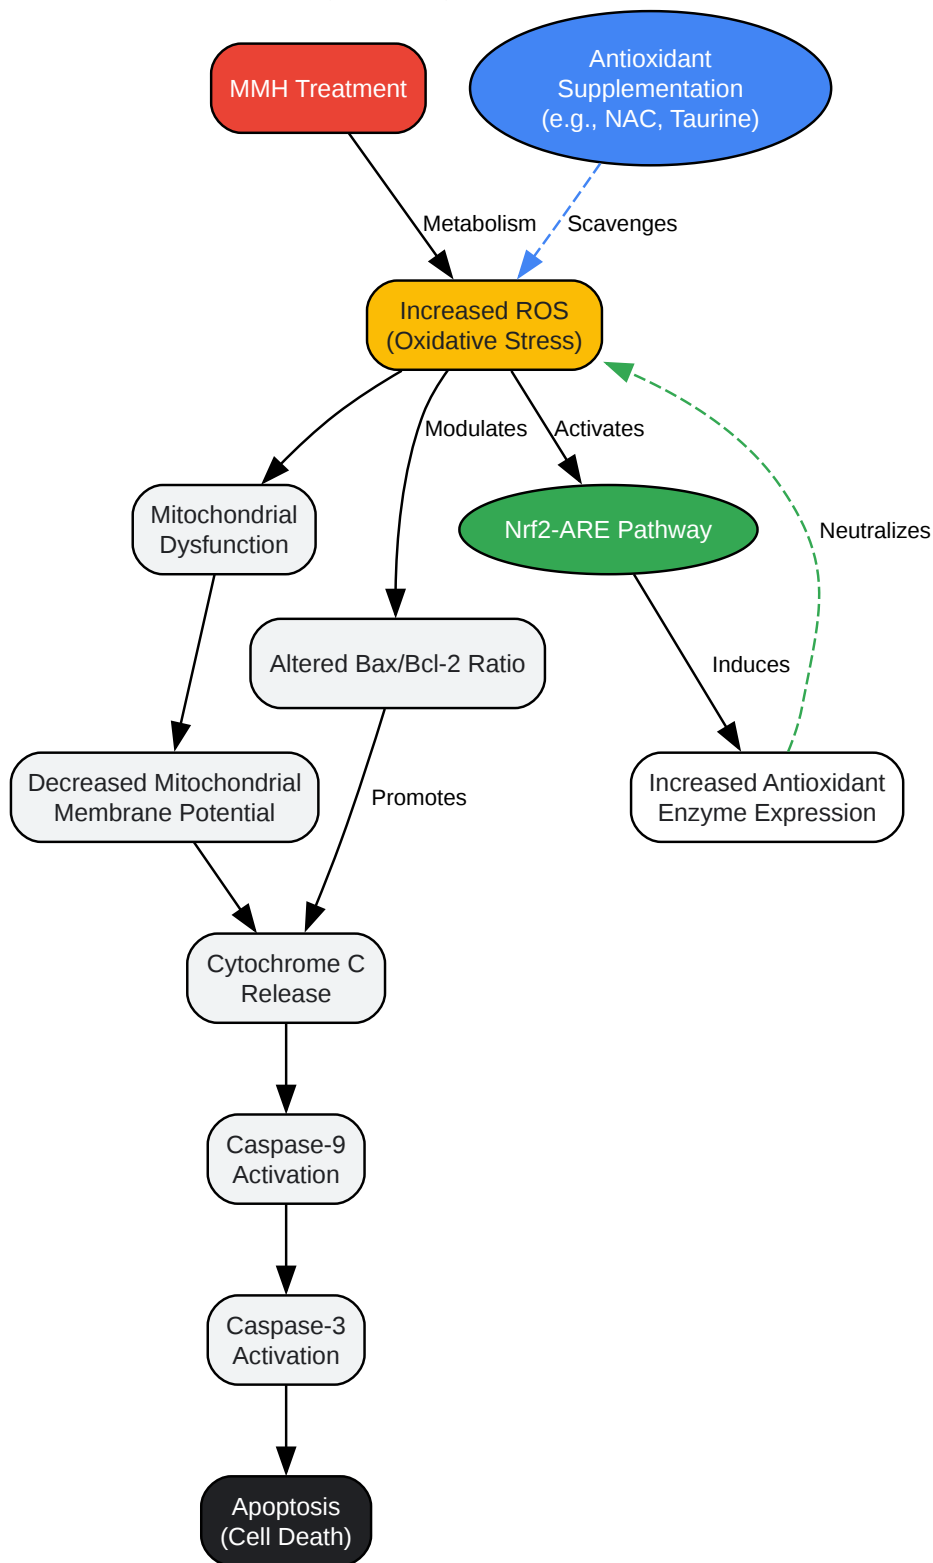 MMH Treatment
Antioxidant
Supplementation
(e.g., NAC, Taurine)
Metabolism
Scavenges
Increased ROS
(Oxidative Stress)
Modulates
Activates
Mitochondrial
Dysfunction
Nrf2-ARE Pathway
Neutralizes
Altered Bax/Bcl-2 Ratio
Induces
Decreased Mitochondrial
Membrane Potential
Promotes
Increased Antioxidant
Enzyme Expression
Cytochrome C
Release
Caspase-9
Activation
Caspase-3
Activation
Apoptosis
(Cell Death)